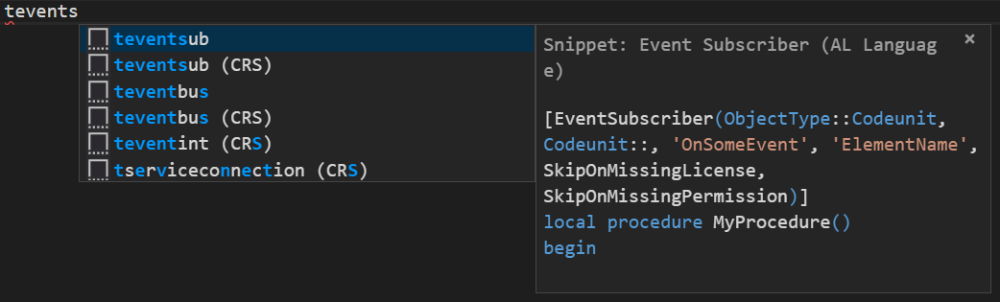 tevents
teventsub
teventsub (CRS)
teventbus
teventbus (CRS)
teventint (CRS)
tserviceconnection (CRS)
Snippet: Event Subscriber (AL Languag
e)
×
[EventSubscriber(ObjectType::Codeunit,
Codeunit::, 'OnSomeEvent', 'ElementName',
SkipOnMissingLicense,
SkipOnMissingPermission)]
local procedure MyProcedure()
begin